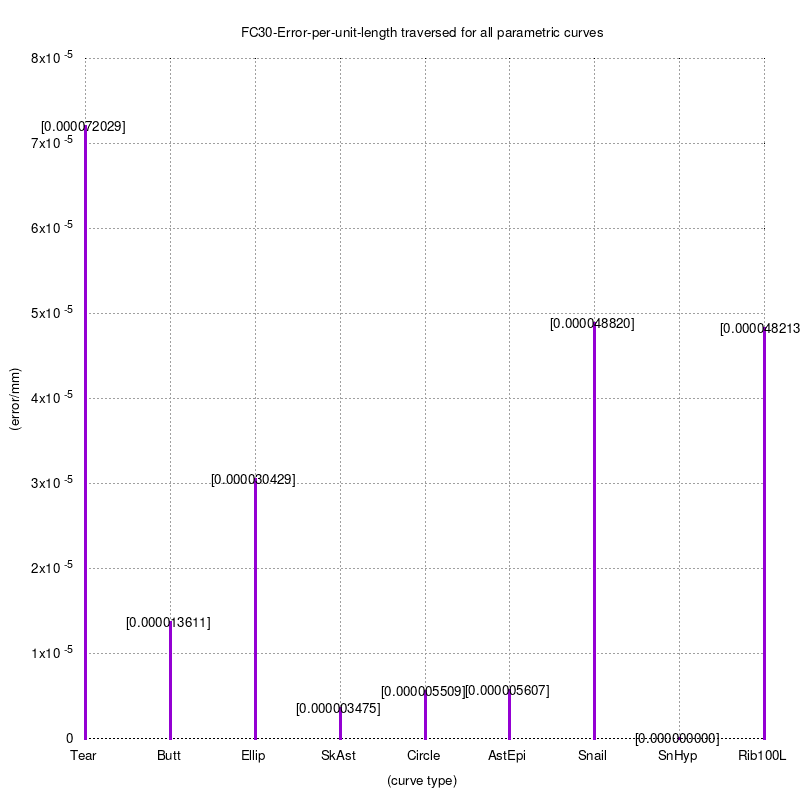 FC30-Error-per-unit-length traversed for all parametric curves
8x10 -5
[0.000072029]
7x10 -5
6x10 -5
5x10 -5
[0.000048820]
[0.000048213
(error/mm)
4x10 -5
3x10 -5
[0.000030429]
2x10 -5
[0.000013611]
1x10 -5
[0.000003475]
[0.000005509]
[0.000005607]
[0.000000000]
0
Tear Butt Ellip SkAst Circle AstEpi Snail SnHyp Rib100L
(curve type)